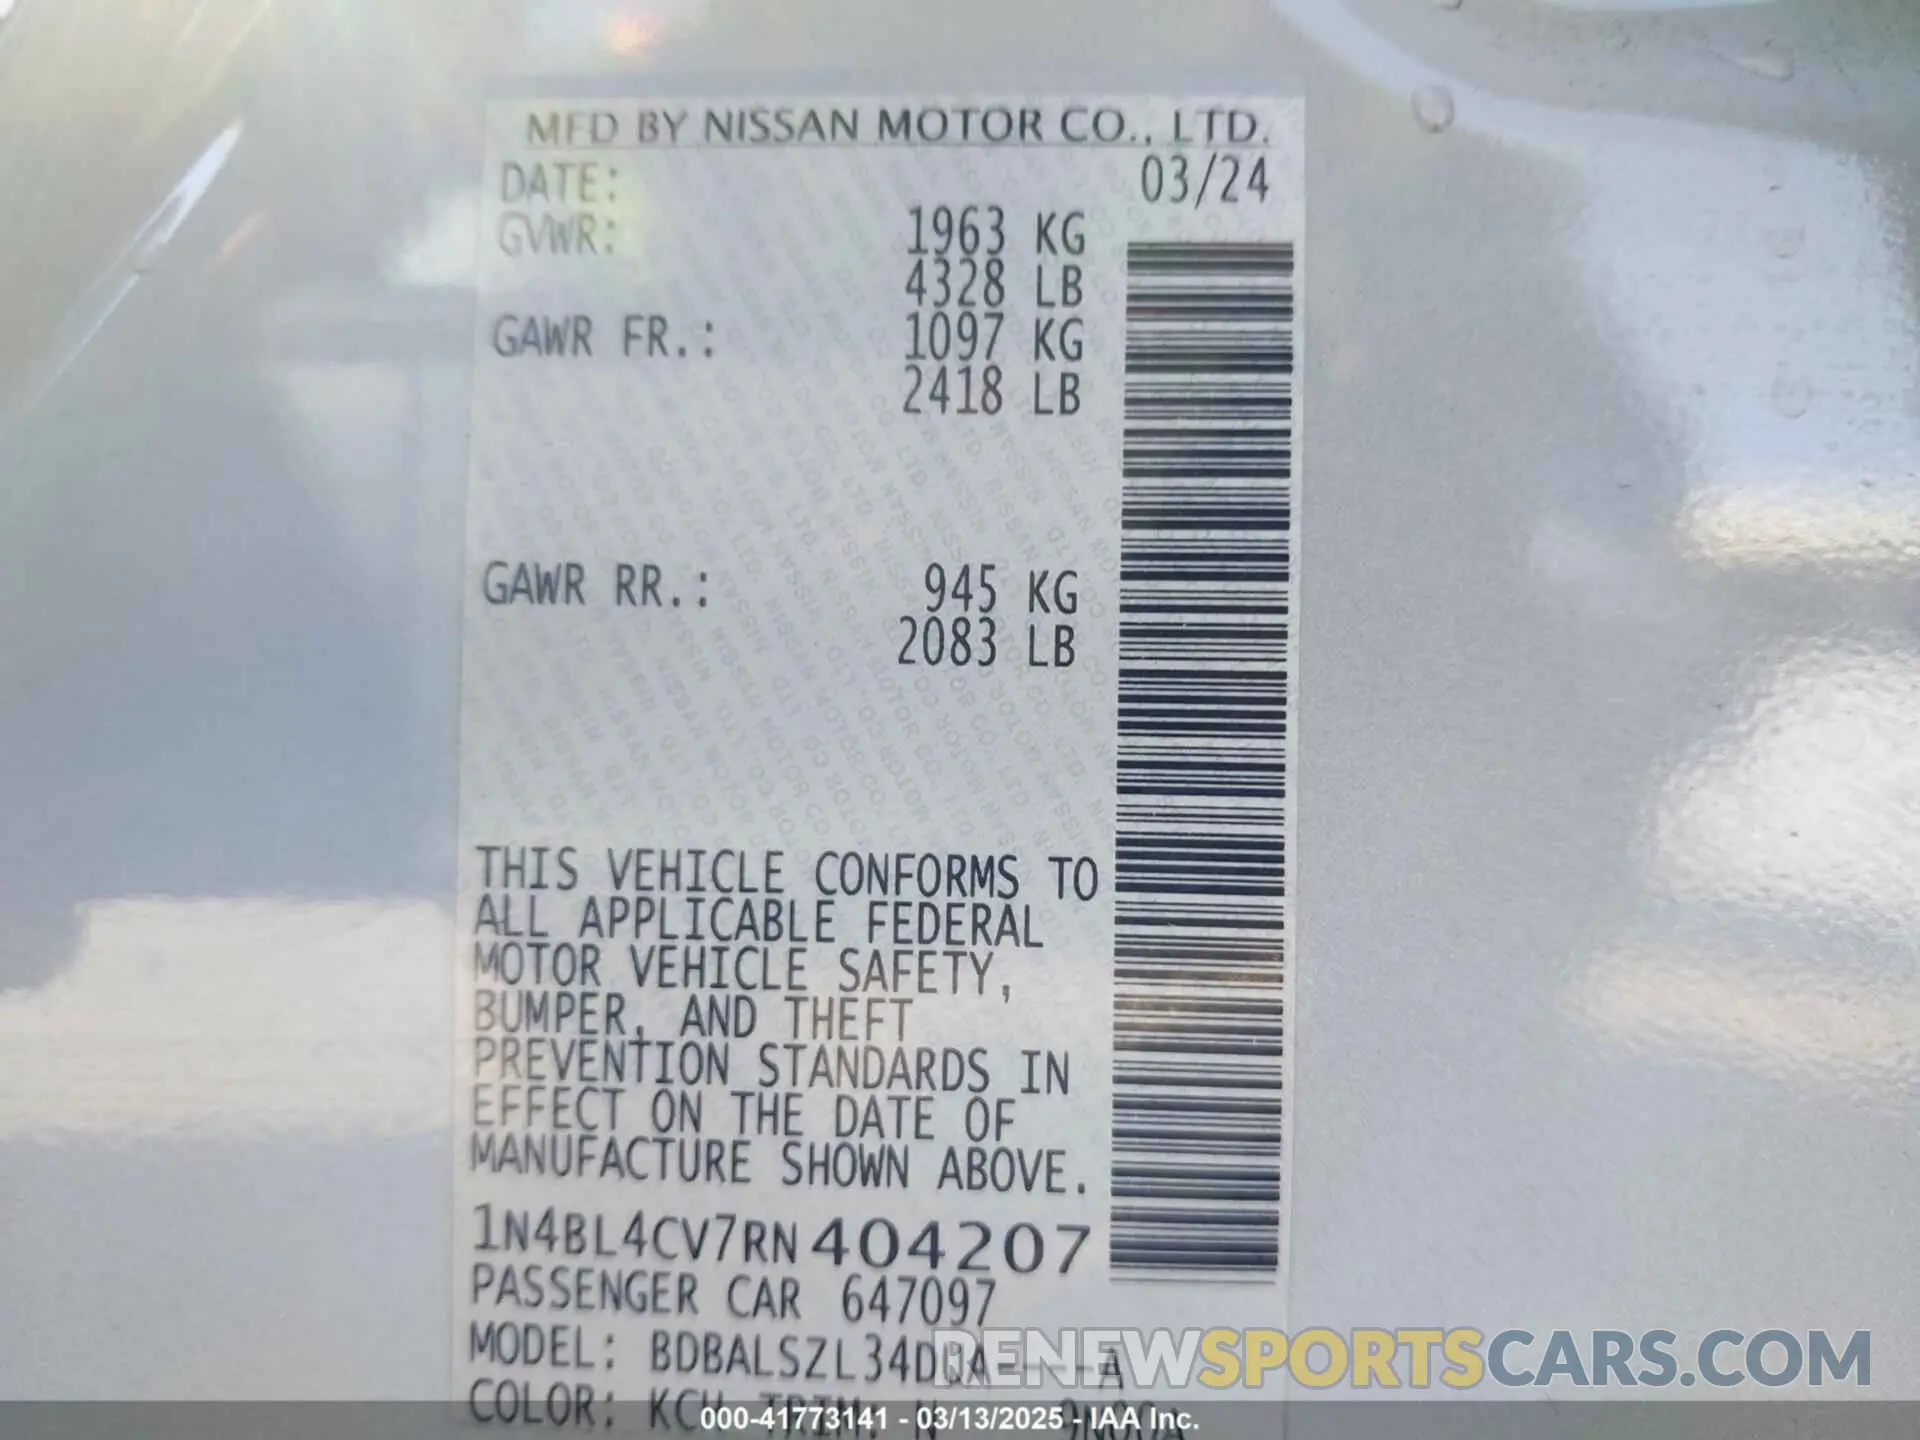 MFD BY NISSAN MOTOR CO., LTD.
DATE: 03/24
GVWR: 1963 KG
4328 LB
GAWR FR.: 1097 KG
2418 LB
GAWR RR.: 945 KG
2083 LB
THIS VEHICLE CONFORMS TO
ALL APPLICABLE FEDERAL
MOTOR VEHICLE SAFETY,
BUMPER, AND THEFT
PREVENTION STANDARDS IN
EFFECT ON THE DATE OF
MANUFACTURE SHOWN ABOVE.
1N4BL4CV7RN404207
PASSENGER CAR 647097
MODEL: BDBALSZL34DQA----A
RENEWSPORTSCARS.COM
COLOR: KCH TRIM: N
000-41773141 - 03/13/2025 - IAA Inc.